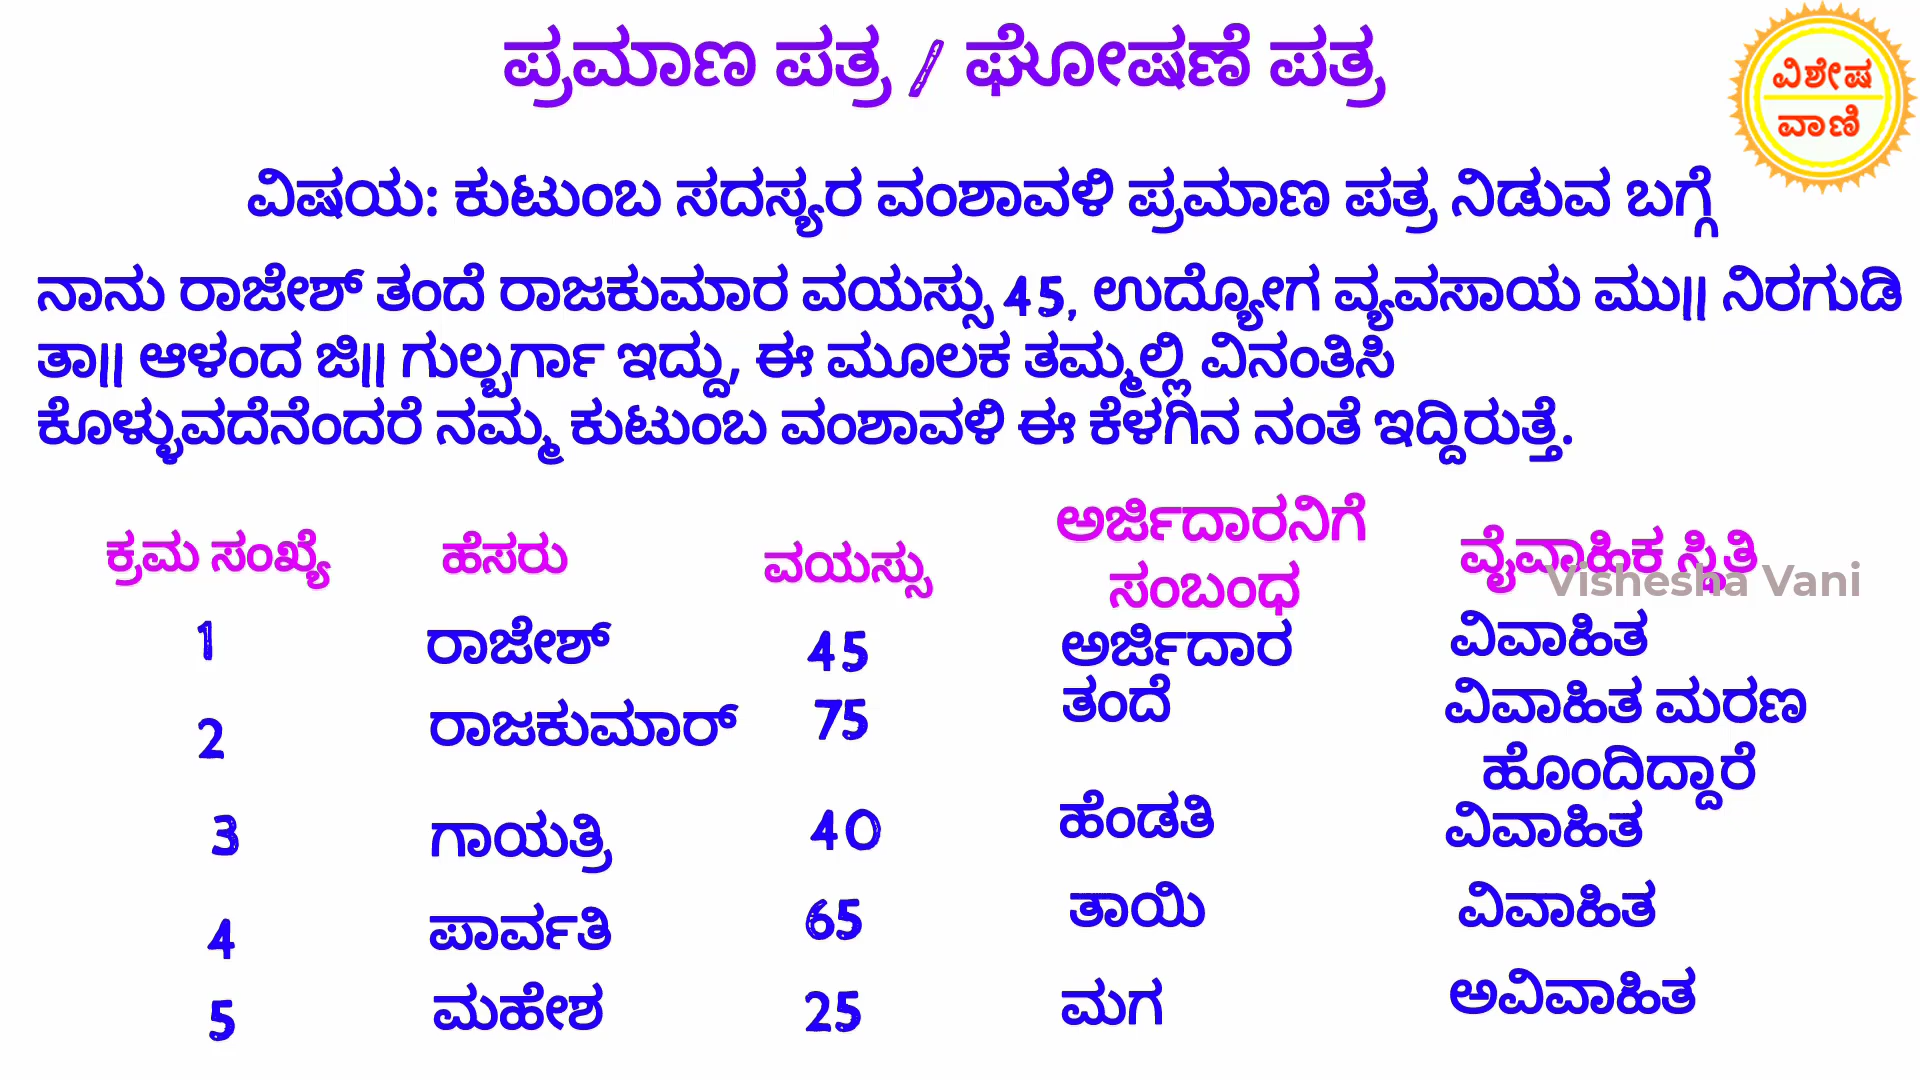 ಪ್ರಮಾಣ ಪತ್ರ / ಘೋಷಣೆ ಪತ್ರ
ವಿಶೇಷ
ವಾಣಿ
ವಿಷಯ: ಕುಟುಂಬ ಸದಸ್ಯರ ವಂಶಾವಳಿ ಪ್ರಮಾಣ ಪತ್ರ ನಿಡುವ ಬಗ್ಗೆ
ನಾನು ರಾಜೇಶ್ ತಂದೆ ರಾಜಕುಮಾರ ವಯಸ್ಸು 45, ಉದ್ಯೋಗ ವ್ಯವಸಾಯ ಮು|| ನಿರಗುಡಿ
ತಾ|| ಆಳಂದ ಜಿ|| ಗುಲ್ಬರ್ಗಾ ಇದ್ದು, ಈ ಮೂಲಕ ತಮ್ಮಲ್ಲಿ ವಿನಂತಿಸಿ
ಕೊಳ್ಳುವದೆನೆಂದರೆ ನಮ್ಮ ಕುಟುಂಬ ವಂಶಾವಳಿ ಈ ಕೆಳಗಿನ ನಂತೆ ಇದ್ದಿರುತ್ತೆ.
ಕ್ರಮ ಸಂಖ್ಯೆ ಹೆಸರು ವಯಸ್ಸು ಅರ್ಜಿದಾರನಿಗೆ ವೈವಾಹಿಕ ಸ್ಥಿತಿ
ಸಂಬಂಧ
Vishesha Vani
1 ರಾಜೇಶ್ 45 ಅರ್ಜಿದಾರ ವಿವಾಹಿತ
2 ರಾಜಕುಮಾರ್ 75 ತಂದೆ ವಿವಾಹಿತ ಮರಣ
ಹೊಂದಿದ್ದಾರೆ
3 ಗಾಯತ್ರಿ 40 ಹೆಂಡತಿ ವಿವಾಹಿತ
4 ಪಾರ್ವತಿ 65 ತಾಯಿ ವಿವಾಹಿತ
5 ಮಹೇಶ 25 ಮಗ ಅವಿವಾಹಿತ